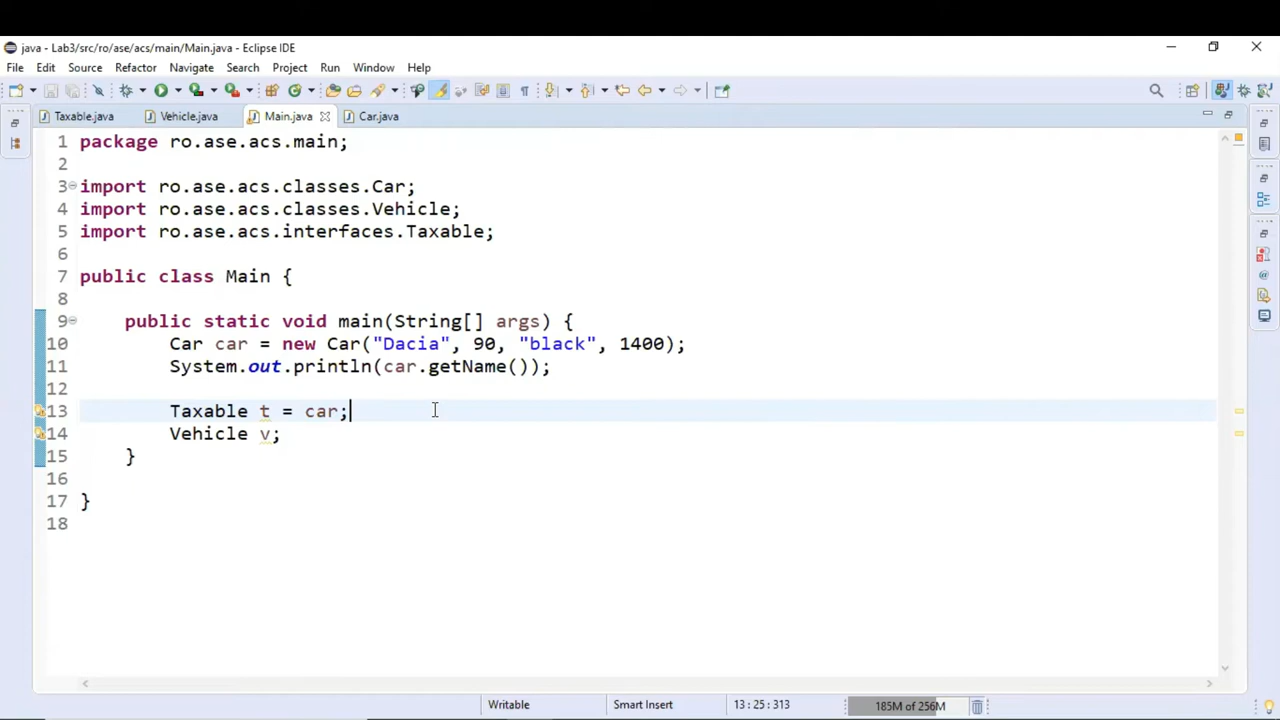 java - Lab3/src/ro/ase/acs/main/Main.java - Eclipse IDE
File Edit Source Refactor Navigate Search Project Run Window Help
Taxable.java Vehicle.java Main.java Car.java
1 package ro.ase.acs.main;
2
3 import ro.ase.acs.classes.Car;
4 import ro.ase.acs.classes.Vehicle;
5 import ro.ase.acs.interfaces.Taxable;
6
7 public class Main {
8
9 public static void main(String[] args) {
10 Car car = new Car("Dacia", 90, "black", 1400);
11 System.out.println(car.getName());
12
13 Taxable t = car;
14 Vehicle v;
15 }
16
17 }
18
Writable Smart Insert 13 : 25 : 313 185M of 256M